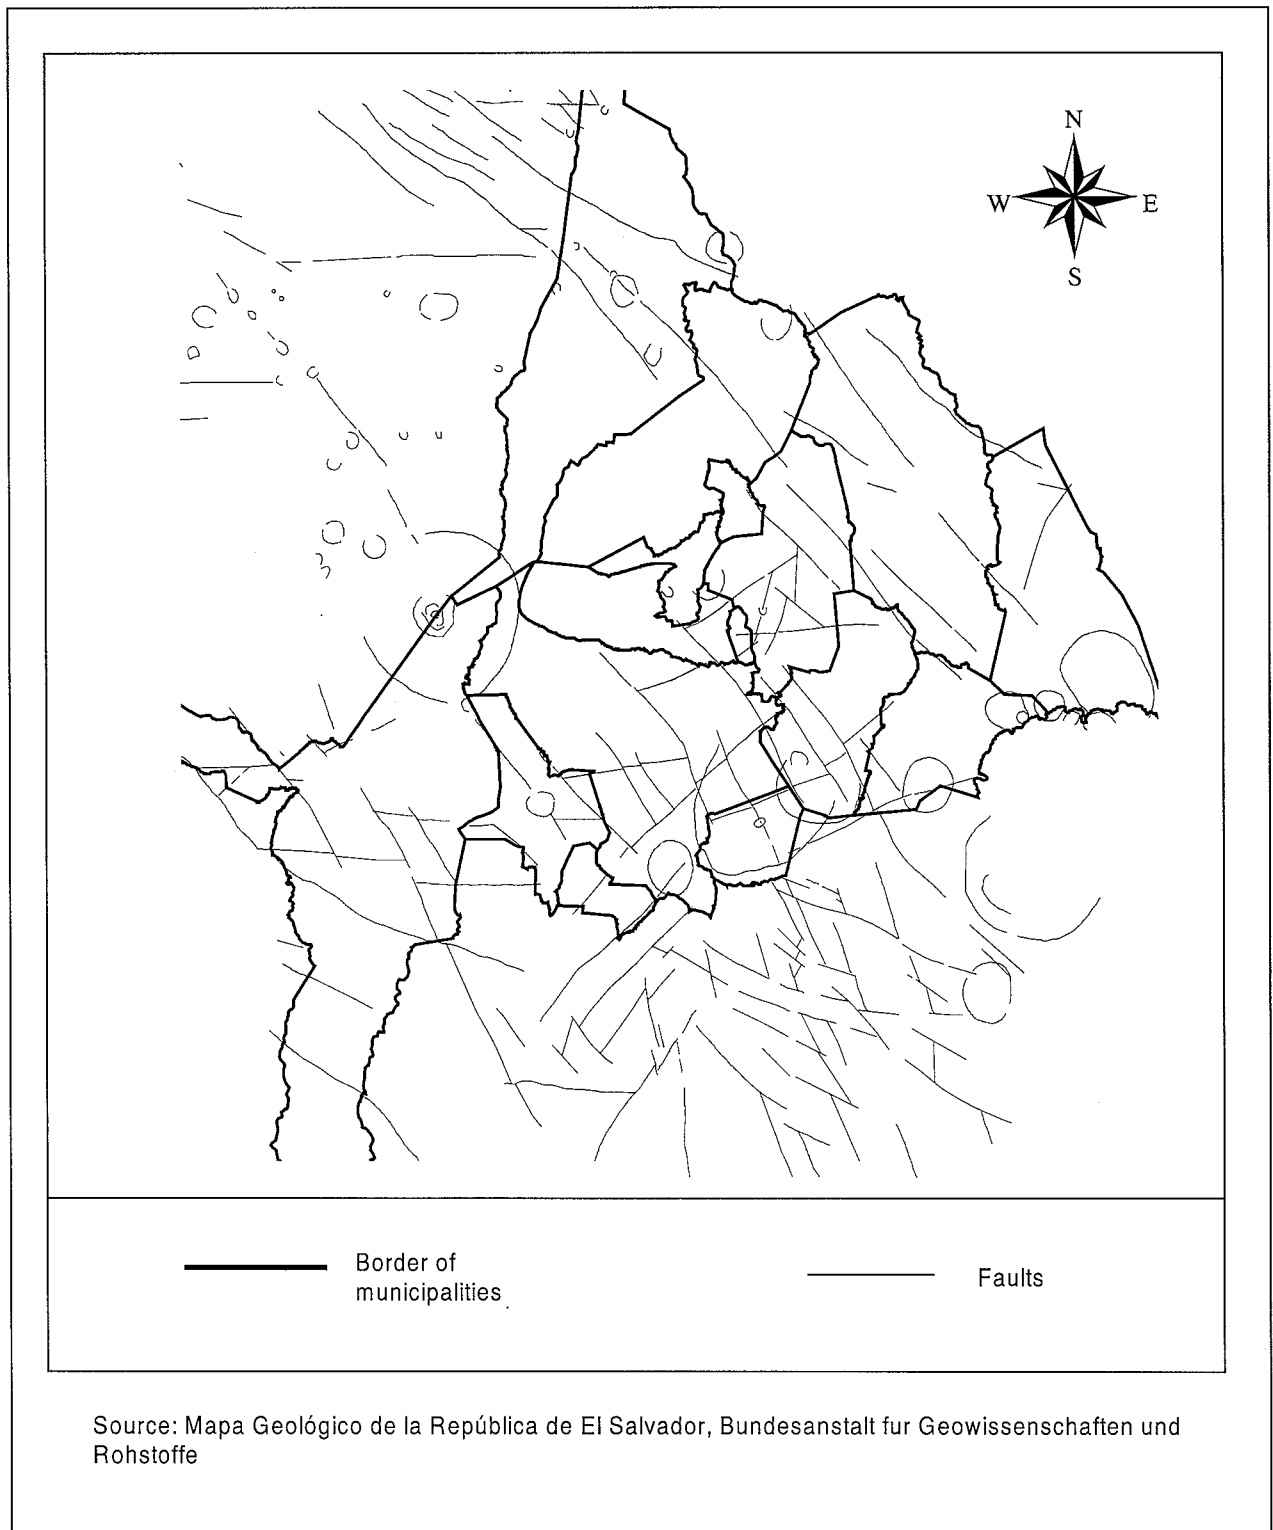 N
W E
S
Border of
municipalities
Faults
Source: Mapa Geológico de la República de El Salvador, Bundesanstalt fur Geowissenschaften und
Rohstoffe